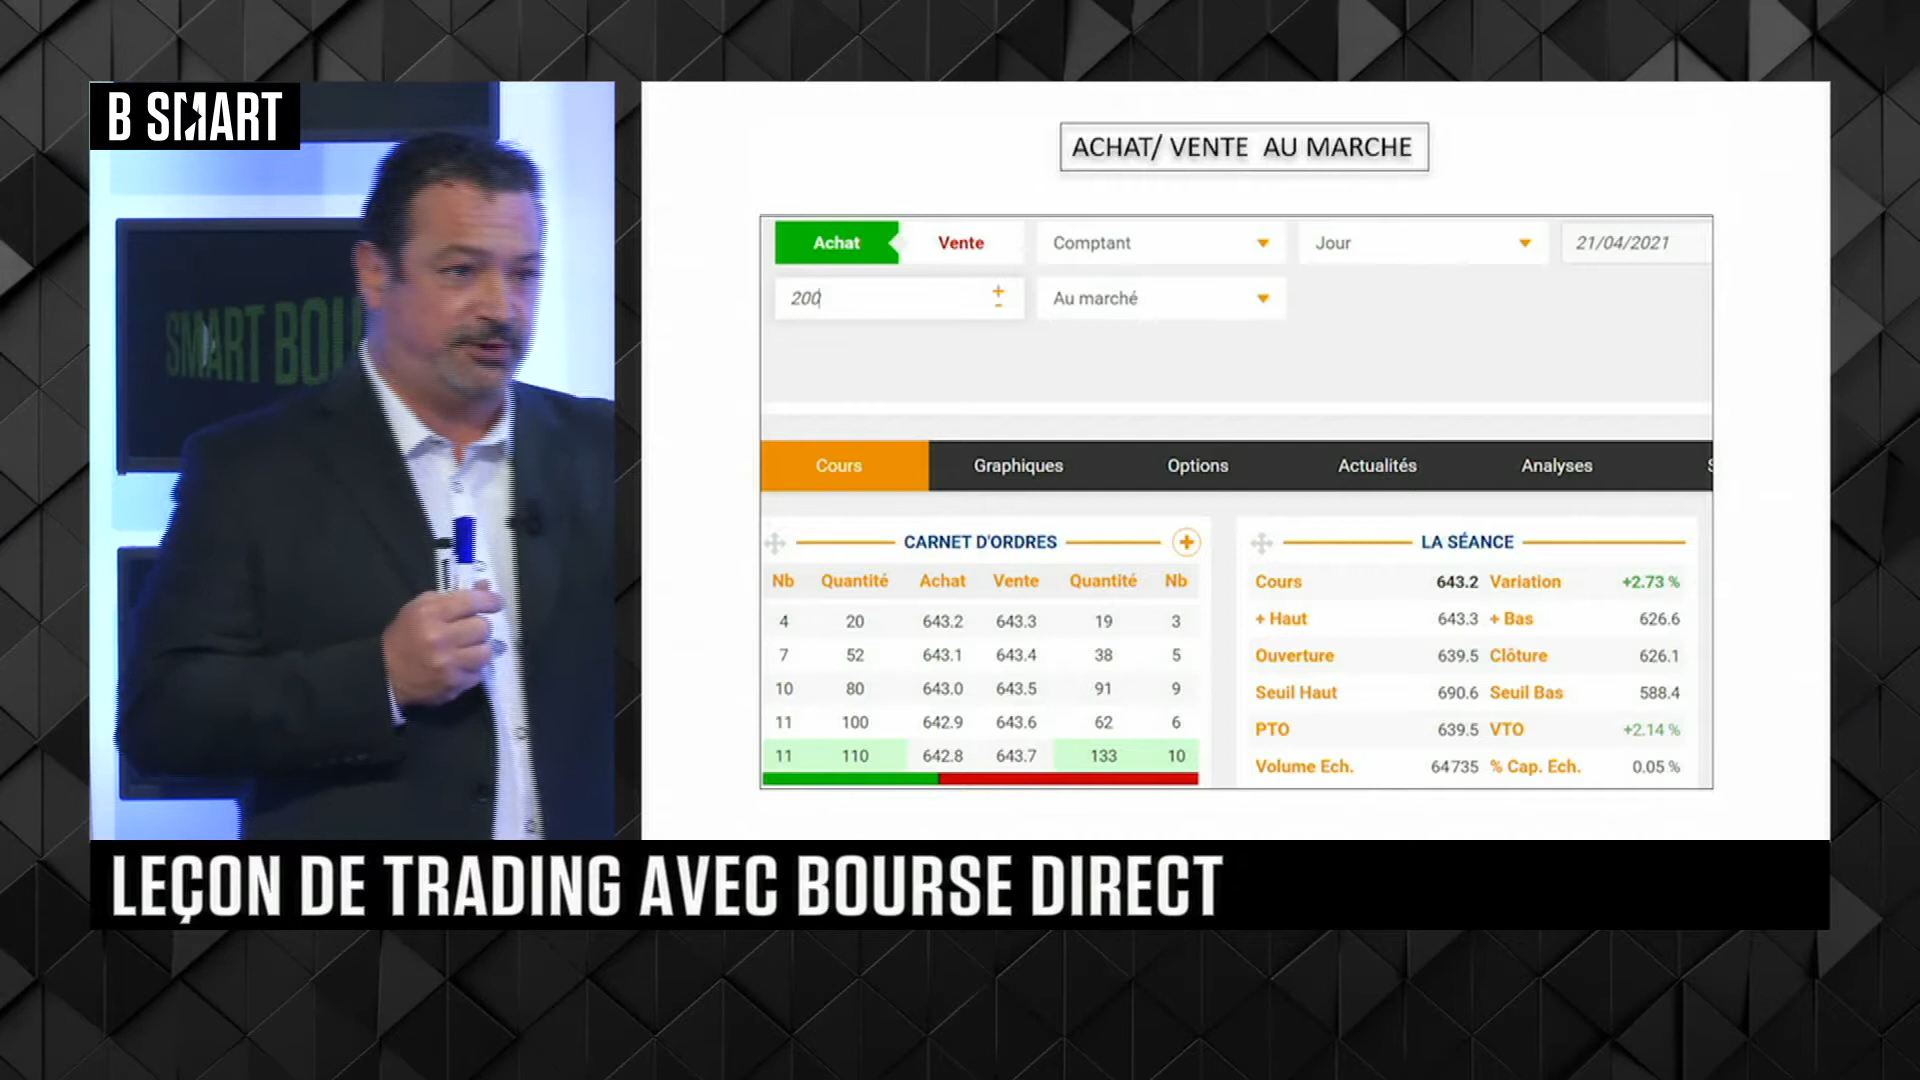 B SMART
SMART BOU
ACHAT/ VENTE AU MARCHE
Achat Vente Comptant Jour 21/04/2021
200 + - Au marché
Cours Graphiques Options Actualités Analyses
CARNET D'ORDRES +
Nb Quantité Achat Vente Quantité Nb
4 20 643.2 643.3 19 3
7 52 643.1 643.4 38 5
10 80 643.0 643.5 91 9
11 100 642.9 643.6 62 6
11 110 642.8 643.7 133 10
LA SÉANCE
Cours 643.2 Variation +2.73 %
+ Haut 643.3 + Bas 626.6
Ouverture 639.5 Clôture 626.1
Seuil Haut 690.6 Seuil Bas 588.4
PTO 639.5 VTO +2.14 %
Volume Ech. 64735 % Cap. Ech. 0.05 %
LEÇON DE TRADING AVEC BOURSE DIRECT